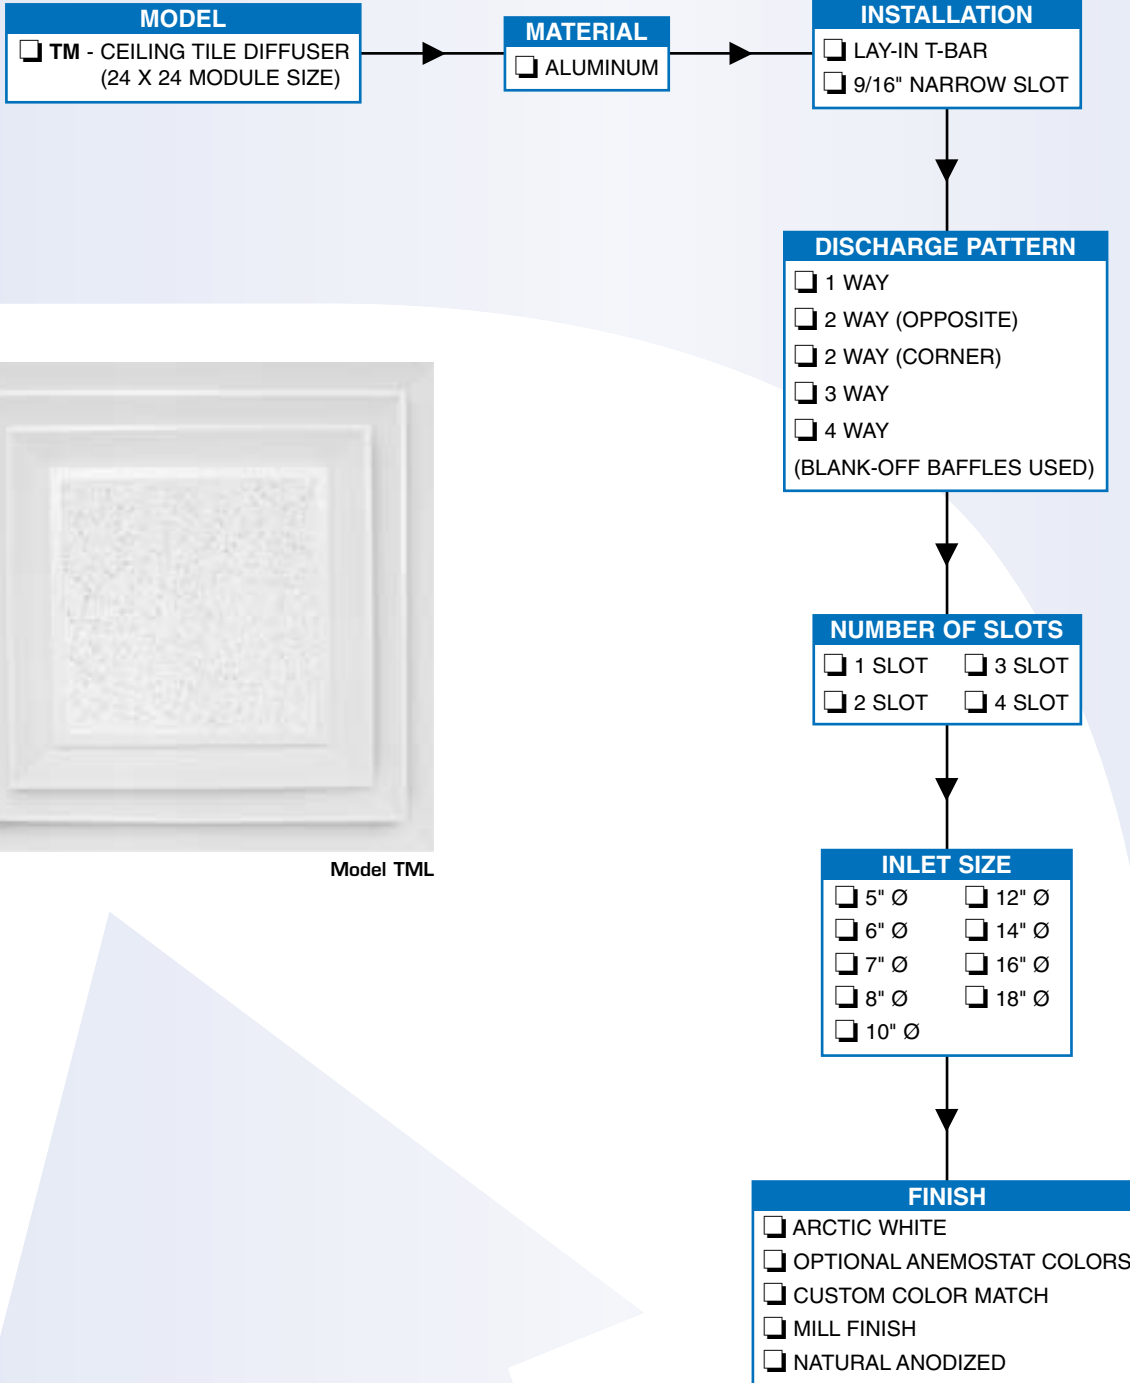 MODEL
❏ TM - CEILING TILE DIFFUSER
(24 X 24 MODULE SIZE)
MATERIAL
❏ ALUMINUM
INSTALLATION
❏ LAY-IN T-BAR
❏ 9/16" NARROW SLOT
DISCHARGE PATTERN
❏ 1 WAY
❏ 2 WAY (OPPOSITE)
❏ 2 WAY (CORNER)
❏ 3 WAY
❏ 4 WAY
(BLANK-OFF BAFFLES USED)
NUMBER OF SLOTS
❏ 1 SLOT ❏ 3 SLOT
❏ 2 SLOT ❏ 4 SLOT
Model TML
INLET SIZE
❏ 5" Ø ❏ 12" Ø
❏ 6" Ø ❏ 14" Ø
❏ 7" Ø ❏ 16" Ø
❏ 8" Ø ❏ 18" Ø
❏ 10" Ø
FINISH
❏ ARCTIC WHITE
❏ OPTIONAL ANEMOSTAT COLORS
❏ CUSTOM COLOR MATCH
❏ MILL FINISH
❏ NATURAL ANODIZED